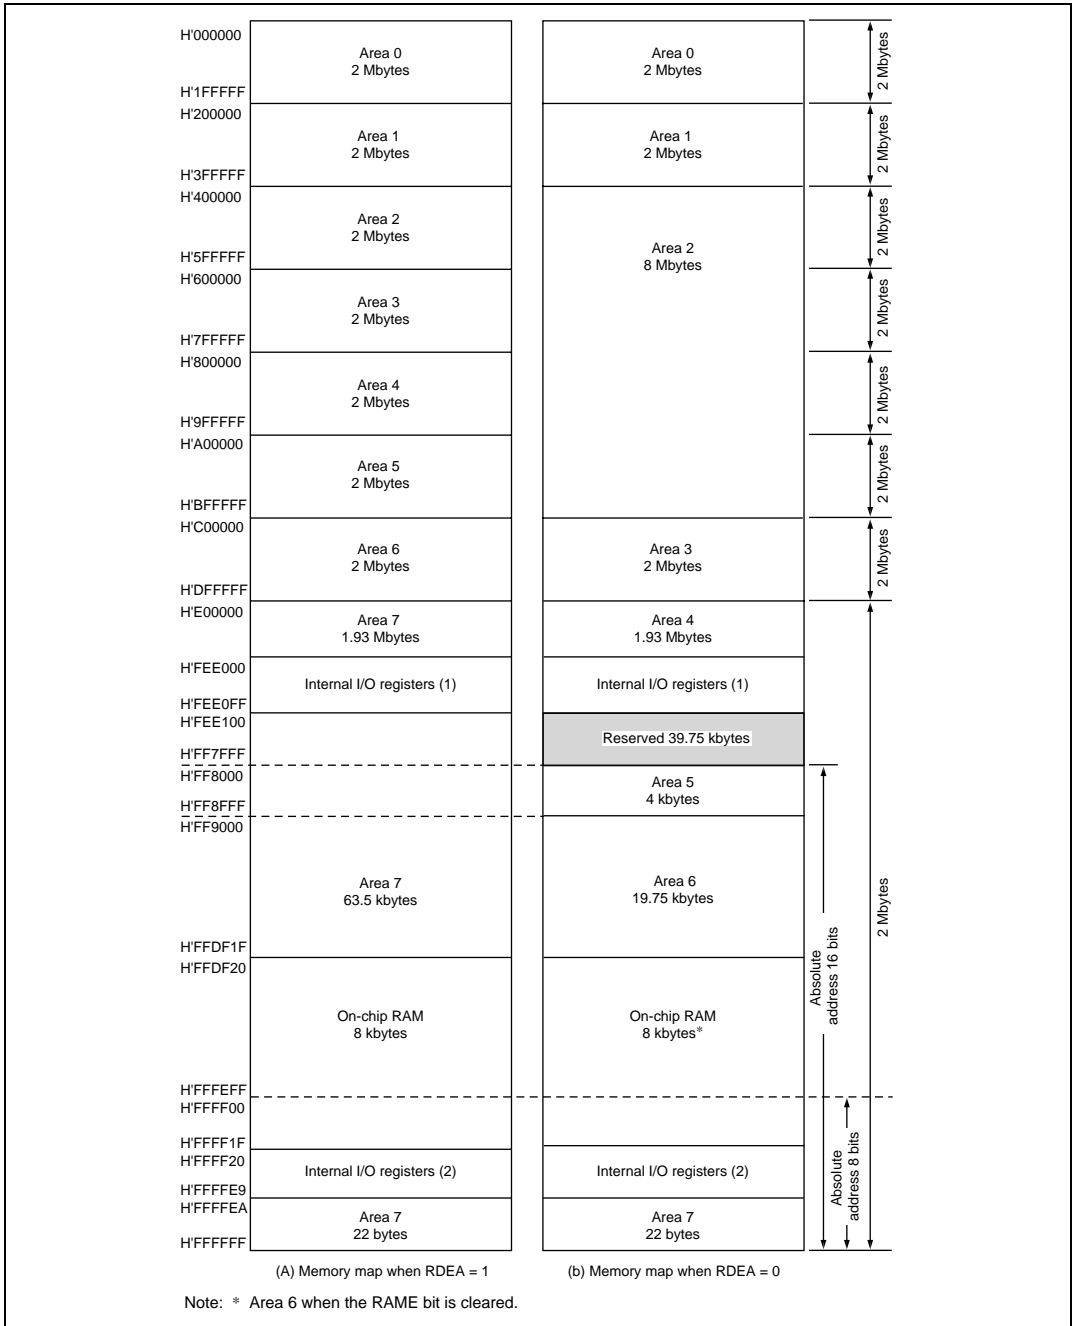 H'000000
H'1FFFFF
H'200000
H'3FFFFF
H'400000
H'5FFFFF
H'600000
H'7FFFFF
H'800000
H'9FFFFF
H'A00000
H'BFFFFF
H'C00000
H'DFFFFF
H'E00000
H'FEE000
H'FEE0FF
H'FEE100
H'FF7FFF
H'FF8000
H'FF8FFF
H'FF9000
H'FFDF1F
H'FFDF20
H'FFFEFF
H'FFFF00
H'FFFF1F
H'FFFF20
H'FFFFE9
H'FFFFEA
H'FFFFFF
Area 0
2 Mbytes
Area 1
2 Mbytes
Area 2
2 Mbytes
Area 3
2 Mbytes
Area 4
2 Mbytes
Area 5
2 Mbytes
Area 6
2 Mbytes
Area 7
1.93 Mbytes
Internal I/O registers (1)
Area 7
63.5 kbytes
On-chip RAM
8 kbytes
Internal I/O registers (2)
Area 7
22 bytes
(A) Memory map when RDEA = 1
Area 0
2 Mbytes
Area 1
2 Mbytes
Area 2
8 Mbytes
Area 3
2 Mbytes
Area 4
1.93 Mbytes
Internal I/O registers (1)
Reserved 39.75 kbytes
Area 5
4 kbytes
Area 6
19.75 kbytes
On-chip RAM
8 kbytes*
Internal I/O registers (2)
Area 7
22 bytes
(b) Memory map when RDEA = 0
2 Mbytes
2 Mbytes
2 Mbytes
2 Mbytes
2 Mbytes
2 Mbytes
2 Mbytes
2 Mbytes
Absolute
address 16 bits
Absolute
address 8 bits
Note: * Area 6 when the RAME bit is cleared.